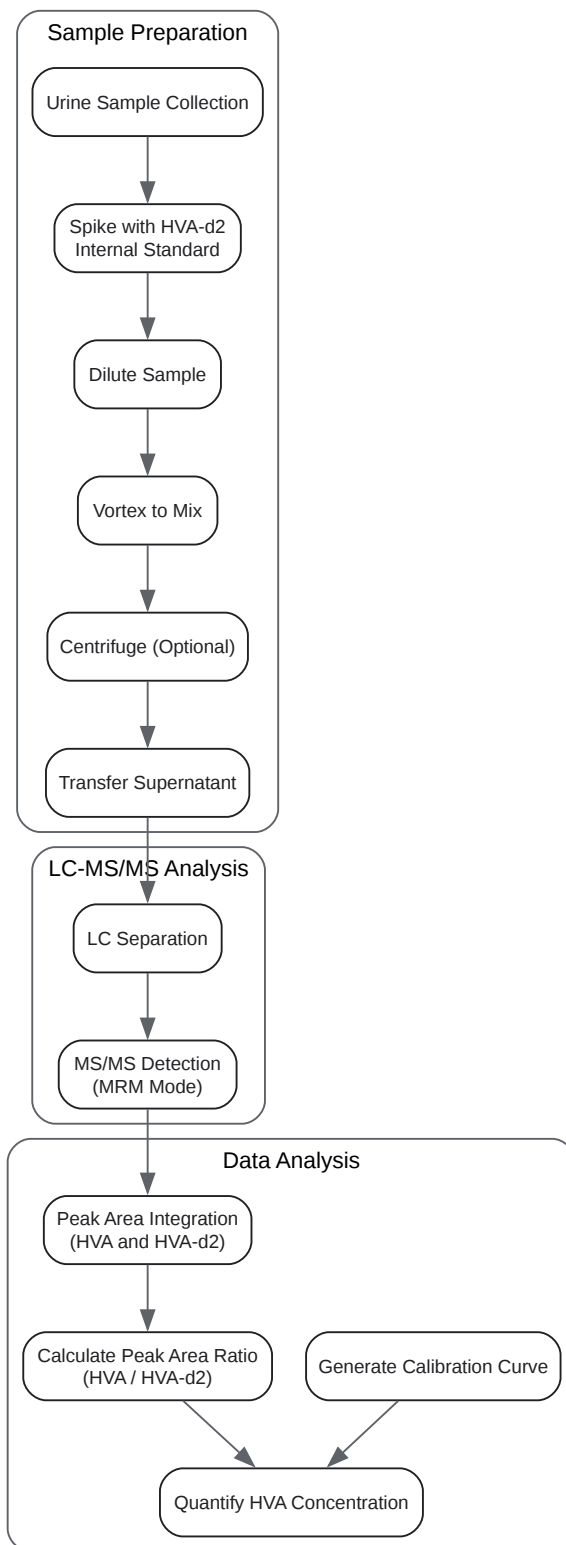 Sample Preparation
Urine Sample Collection
Spike with HVA-d2
Internal Standard
Dilute Sample
Vortex to Mix
Centrifuge (Optional)
Transfer Supernatant
LC-MS/MS Analysis
LC Separation
MS/MS Detection
(MRM Mode)
Data Analysis
Peak Area Integration
(HVA and HVA-d2)
Calculate Peak Area Ratio
(HVA / HVA-d2)
Generate Calibration Curve
Quantify HVA Concentration